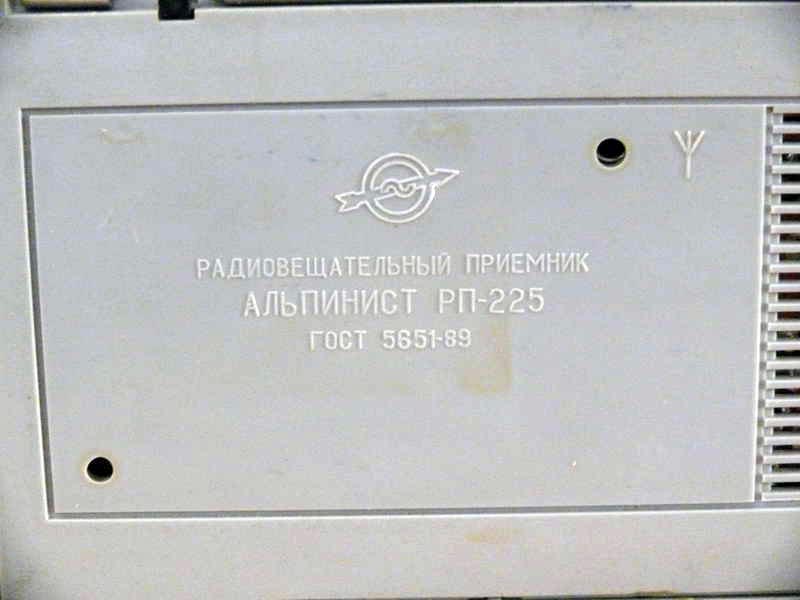 РАДИОВЕЩАТЕЛЬНЫЙ ПРИЕМНИК
АЛЬПИНИСТ РП-225
ГОСТ 5651-89